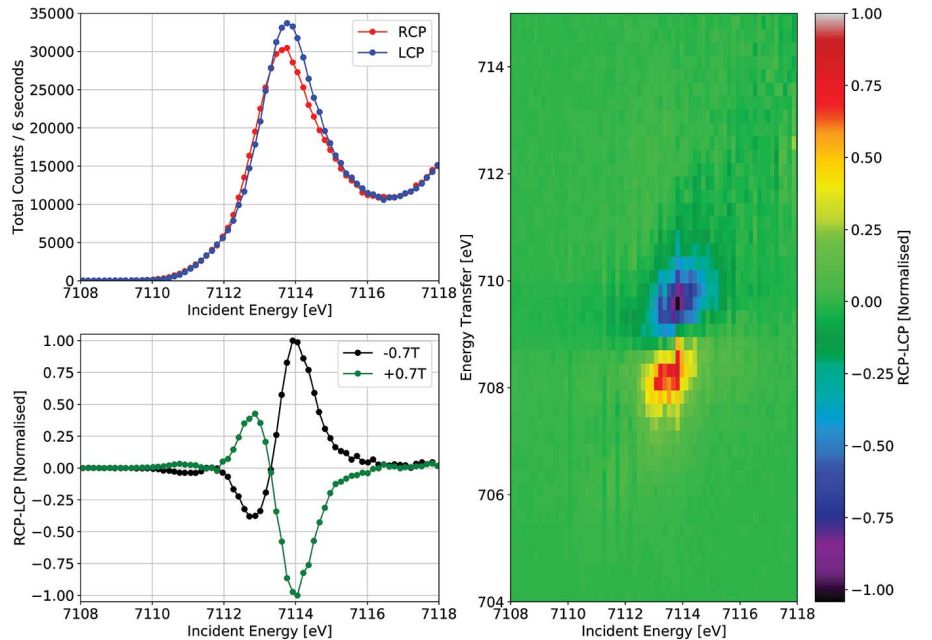 35000
30000
25000
20000
15000
10000
5000
0
Total Counts / 6 seconds
RCP
LCP
7108 7110 7112 7114 7116 7118
Incident Energy [eV]
1.00
0.75
0.50
0.25
0.00
−0.25
−0.50
−0.75
−1.00
RCP-LCP [Normalised]
-0.7T
+0.7T
7108 7110 7112 7114 7116 7118
Incident Energy [eV]
714
712
710
708
706
704
Energy Transfer [eV]
7108 7110 7112 7114 7116 7118
Incident Energy [eV]
1.00
0.75
0.50
0.25
0.00
−0.25
−0.50
−0.75
−1.00
RCP-LCP [Normalised]